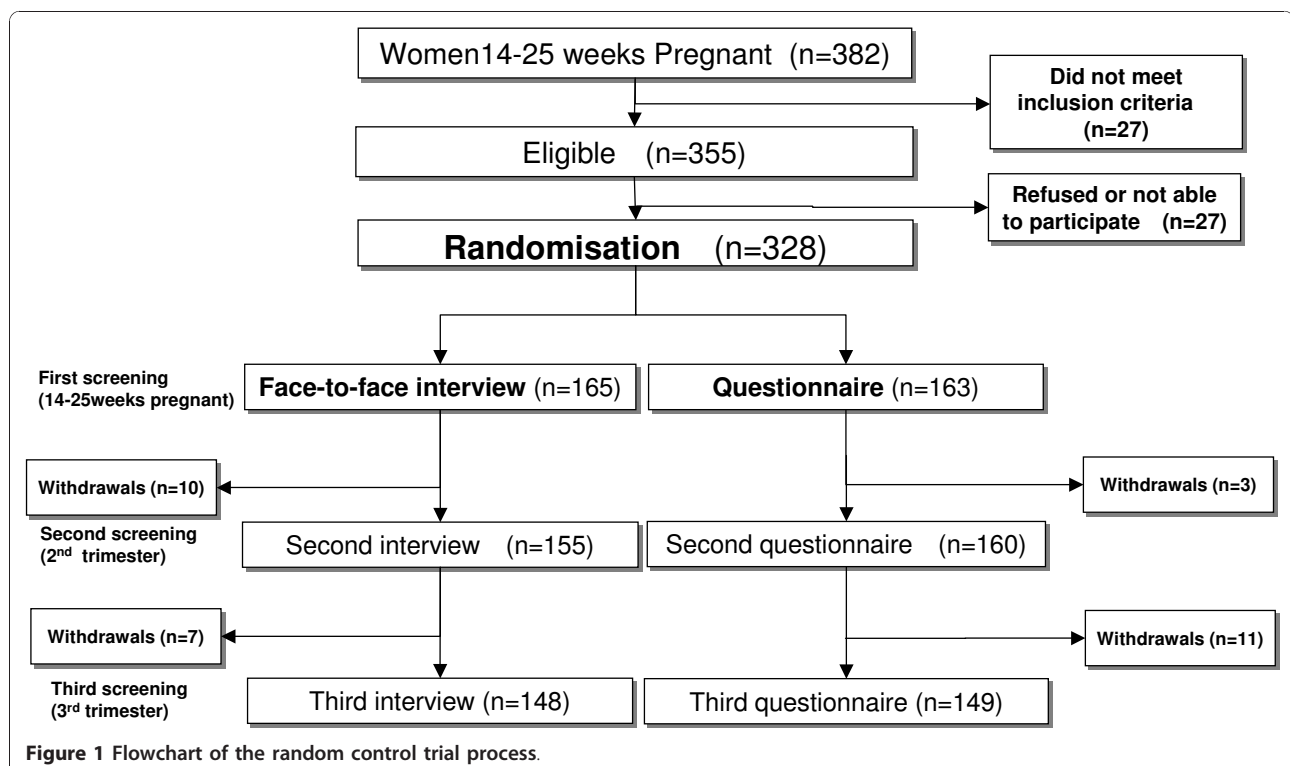 Women14-25 weeks Pregnant (n=382)
Did not meet
inclusion criteria
(n=27)
Eligible (n=355)
Refused or not able
to participate (n=27)
Randomisation (n=328)
First screening
(14-25weeks pregnant)
Face-to-face interview (n=165)
Questionnaire (n=163)
Withdrawals (n=10)
Withdrawals (n=3)
Second screening
(2nd trimester)
Second interview (n=155)
Second questionnaire (n=160)
Withdrawals (n=7)
Withdrawals (n=11)
Third screening
(3rd trimester)
Third interview (n=148)
Third questionnaire (n=149)
Figure 1 Flowchart of the random control trial process.